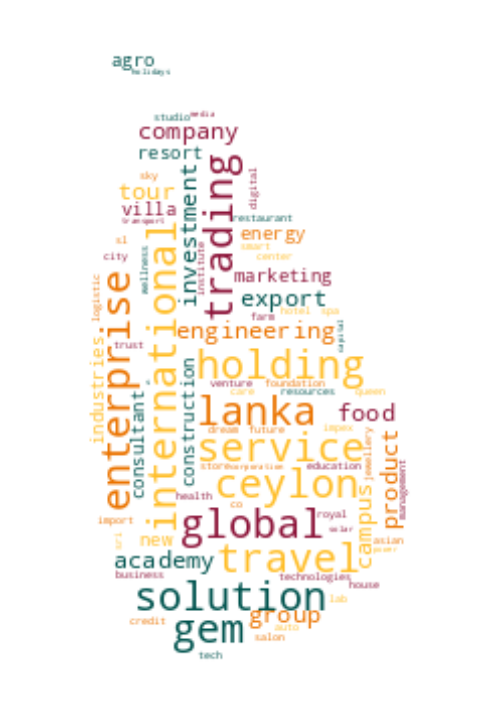 agro
holidays
studio
media
company
resort
trading
sky
tour
investment
digital
villa
transport
restaurant
energy
international
sl
smart
city
wellness
institute
center
marketing
enterprise
logistic
export
hotel spa
farm
engineering
capital
industries
trust
holding
construction
venture foundation
consultant
care resources queen
lanka
food
dream future impex
service
jewellery
product
store corporation education
management
ceylon
campus
health
co
royal
import
global
solar
sri
new
asian
travel
power
academy
business
technologies
house
solution
lab
group
credit
gem
auto
salon
tech